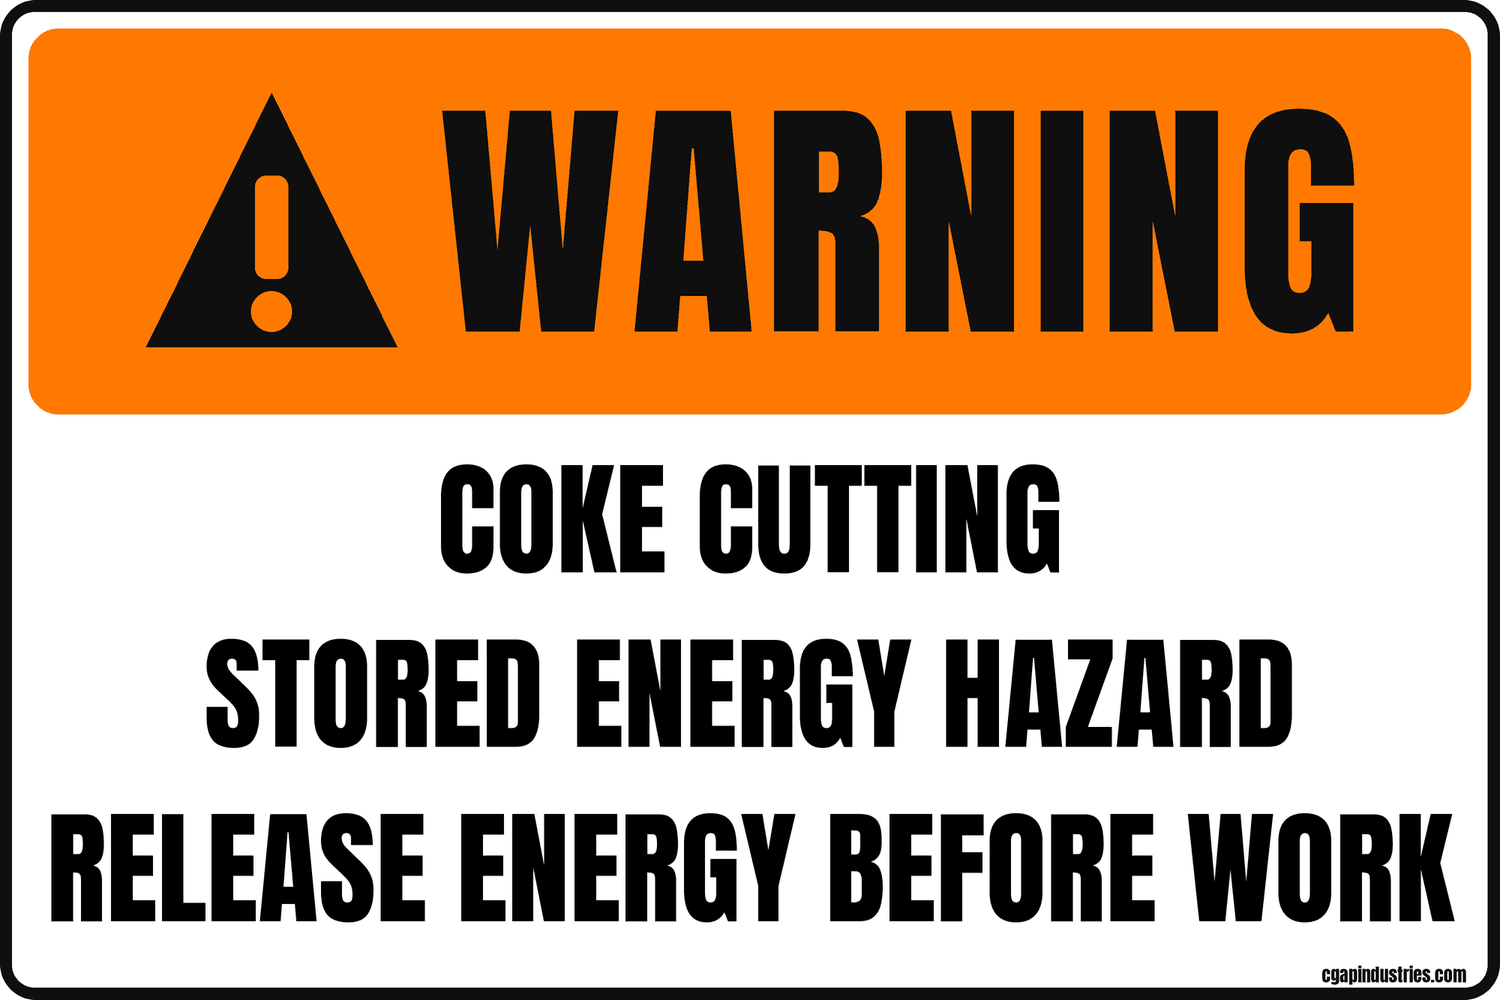 WARNING
COKE CUTTING
STORED ENERGY HAZARD
RELEASE ENERGY BEFORE WORK
cgapindustries.com